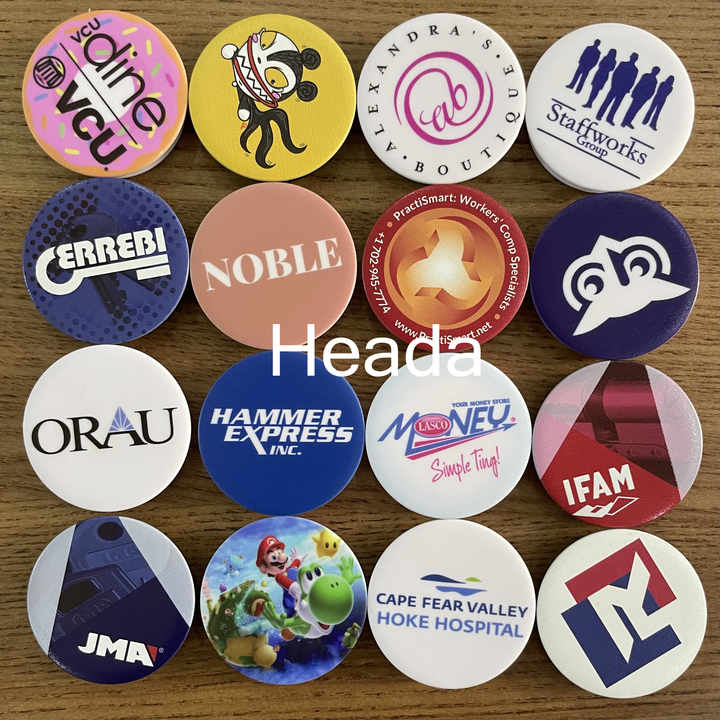 VCU
dine
VCU.
ALEXANDRA'S
BOUTIQUE
ab
Staffworks
Group
ERREBI
NOBLE
PractiSmart: Workers' Comp Specialists
+1 702-945-7774
www.PractiSmart.net
Heada
ORAU
HAMMER
EXPRESS
INC.
YOUR MONEY STORE
MONEY
LASCO
Simple Ting!
IFAM
JMA
CAPE FEAR VALLEY
HOKE HOSPITAL